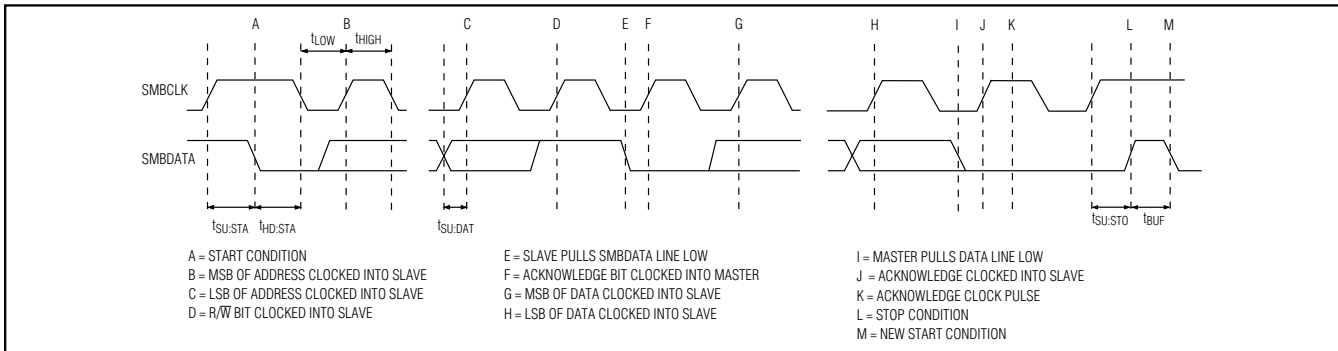 A B C D E F G H I J K L M
tLOW tHIGH
SMBCLK
SMBDATA
tSU:STA tHD:STA tSU:DAT tSU:STO tBUF
A = START CONDITION
B = MSB OF ADDRESS CLOCKED INTO SLAVE
C = LSB OF ADDRESS CLOCKED INTO SLAVE
D = R/W̅ BIT CLOCKED INTO SLAVE
E = SLAVE PULLS SMBDATA LINE LOW
F = ACKNOWLEDGE BIT CLOCKED INTO MASTER
G = MSB OF DATA CLOCKED INTO SLAVE
H = LSB OF DATA CLOCKED INTO SLAVE
I = MASTER PULLS DATA LINE LOW
J = ACKNOWLEDGE CLOCKED INTO SLAVE
K = ACKNOWLEDGE CLOCK PULSE
L = STOP CONDITION
M = NEW START CONDITION